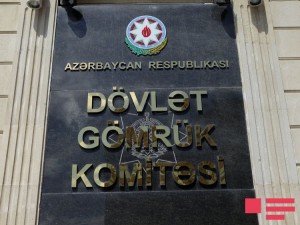 AZƏRBAYCAN RESPUBLİKASI
DÖVLƏT
GÖMRÜK
KOMİTƏSİ